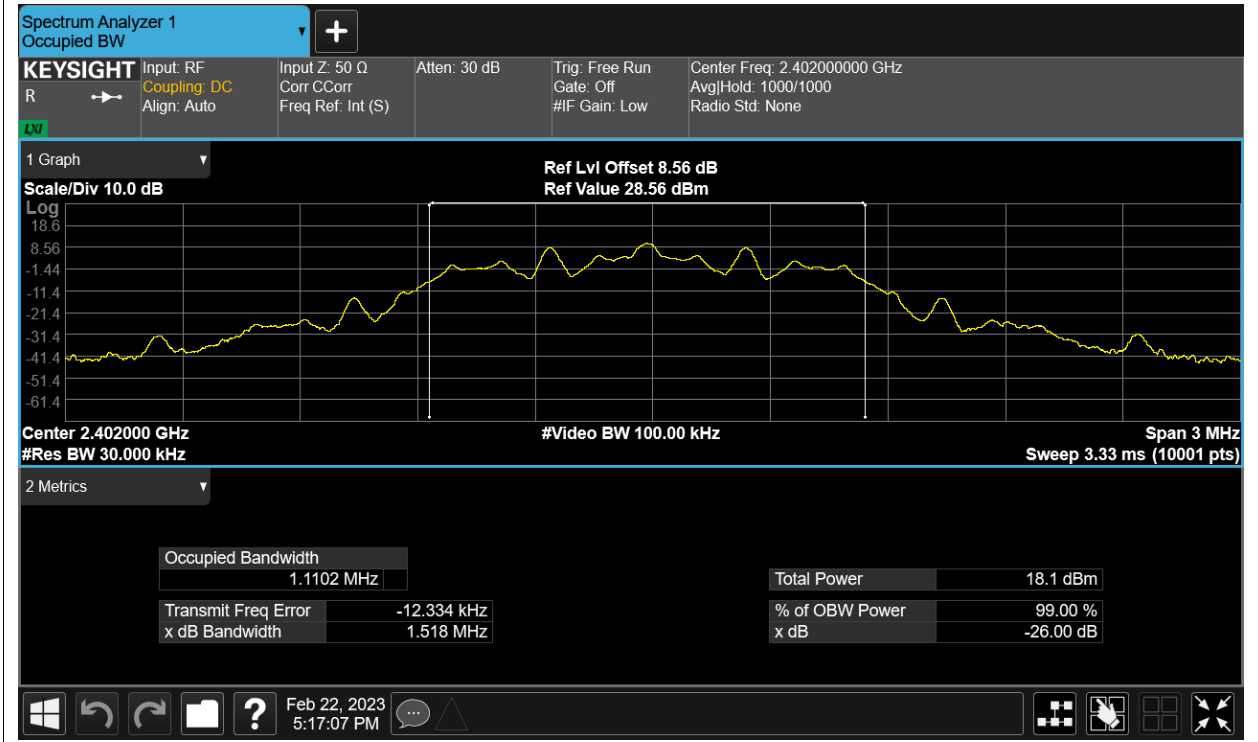 Spectrum Analyzer 1
Occupied BW
KEYSIGHT
R
LXI
Input: RF
Coupling: DC
Align: Auto
Input Z: 50 Ω
Corr CCorr
Freq Ref: Int (S)
Atten: 30 dB
Trig: Free Run
Gate: Off
#IF Gain: Low
Center Freq: 2.402000000 GHz
Avg|Hold: 1000/1000
Radio Std: None
1 Graph
Scale/Div 10.0 dB
Ref Lvl Offset 8.56 dB
Ref Value 28.56 dBm
Log
18.6
8.56
-1.44
-11.4
-21.4
-31.4
-41.4
-51.4
-61.4
Center 2.402000 GHz
#Video BW 100.00 kHz
Span 3 MHz
#Res BW 30.000 kHz
Sweep 3.33 ms (10001 pts)
2 Metrics
Occupied Bandwidth
1.1102 MHz
Total Power 18.1 dBm
Transmit Freq Error -12.334 kHz
% of OBW Power 99.00 %
x dB Bandwidth 1.518 MHz
x dB -26.00 dB
?
Feb 22, 2023
5:17:07 PM